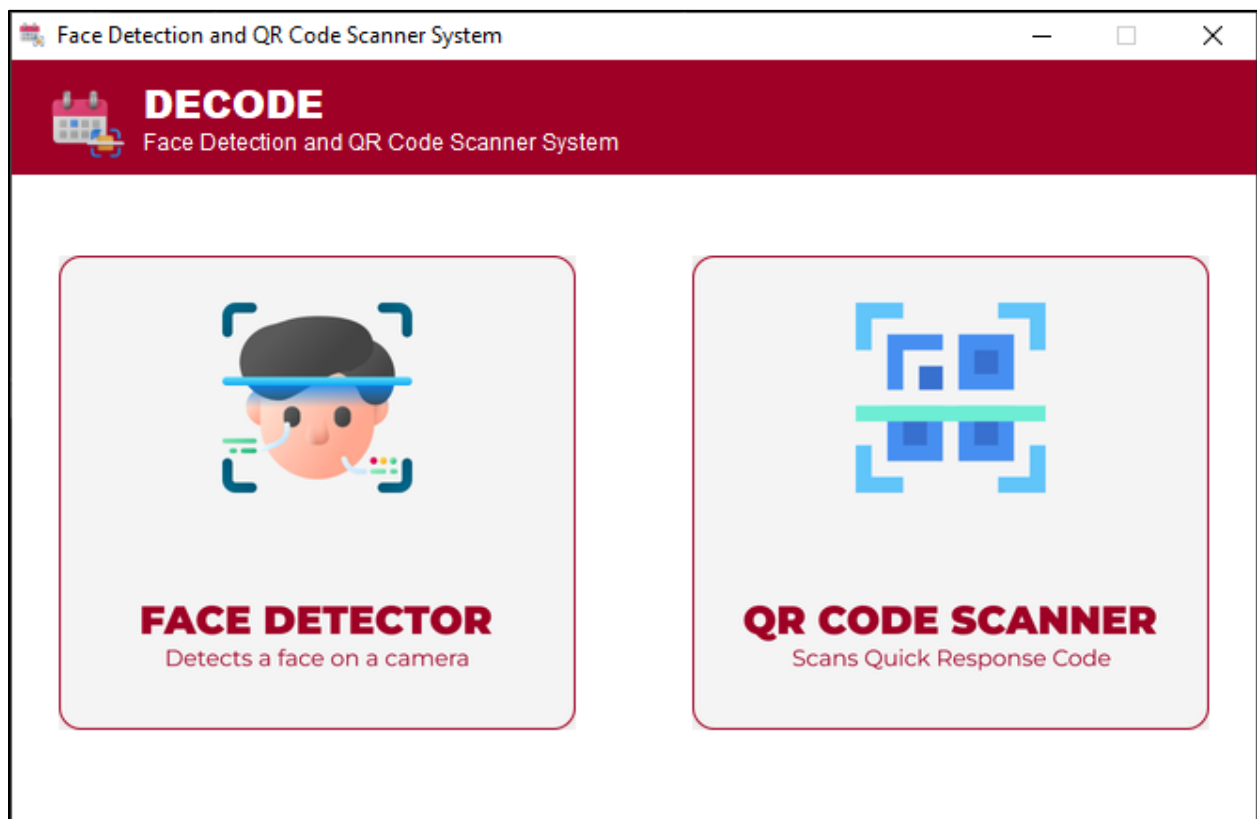 Face Detection and QR Code Scanner System
DECODE
Face Detection and QR Code Scanner System
FACE DETECTOR
Detects a face on a camera
QR CODE SCANNER
Scans Quick Response Code